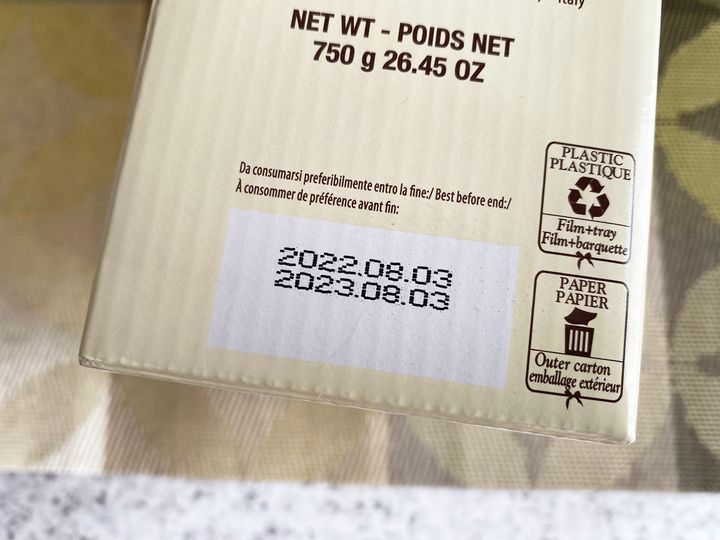 Italy
NET WT - POIDS NET
750 g 26.45 OZ
Da consumarsi preferibilmente entro la fine:/ Best before end:/
À consommer de préférence avant fin:
2022.08.03
2023.08.03
PLASTIC
PLASTIQUE
Film+tray
Film+barquette
PAPER
PAPIER
Outer carton
emballage extérieur